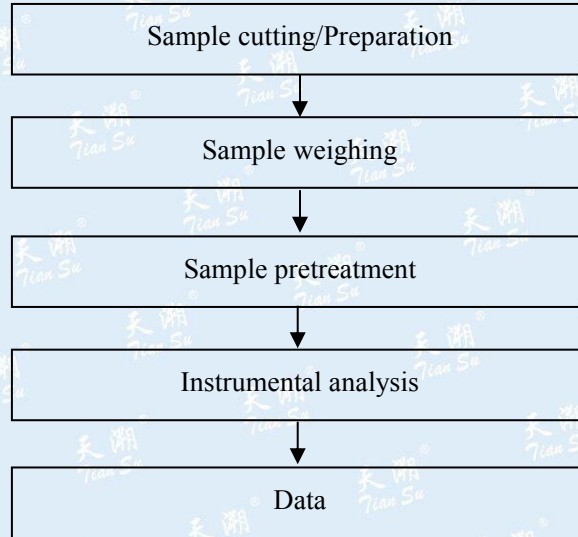 Sample cutting/Preparation
Sample weighing
Sample pretreatment
Instrumental analysis
Data
天溯®
Tian Su